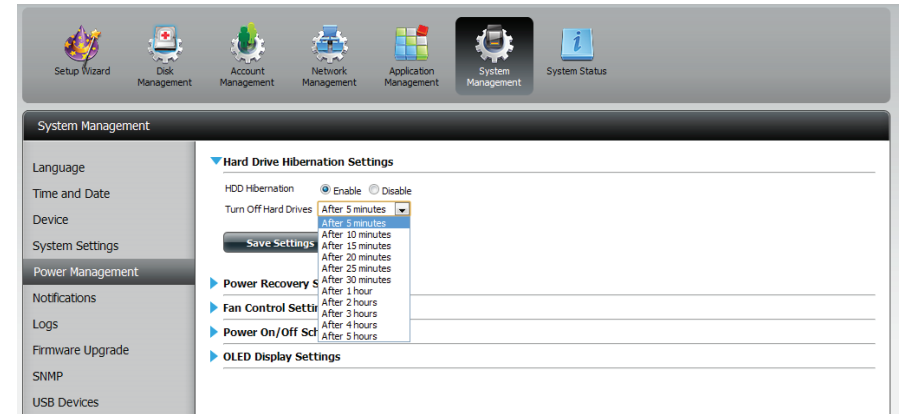 Setup Wizard
Disk
Management
Account
Management
Network
Management
Application
Management
System
Management
System Status
System Management
Language
Time and Date
Device
System Settings
Power Management
Notifications
Logs
Firmware Upgrade
SNMP
USB Devices
Hard Drive Hibernation Settings
HDD Hibernation Enable Disable
Turn Off Hard Drives After 5 minutes
After 5 minutes
After 10 minutes
After 15 minutes
After 20 minutes
After 25 minutes
After 30 minutes
After 1 hour
After 2 hours
After 3 hours
After 4 hours
After 5 hours
Save Settings
Power Recovery S
Fan Control Settin
Power On/Off Sch
OLED Display Settings